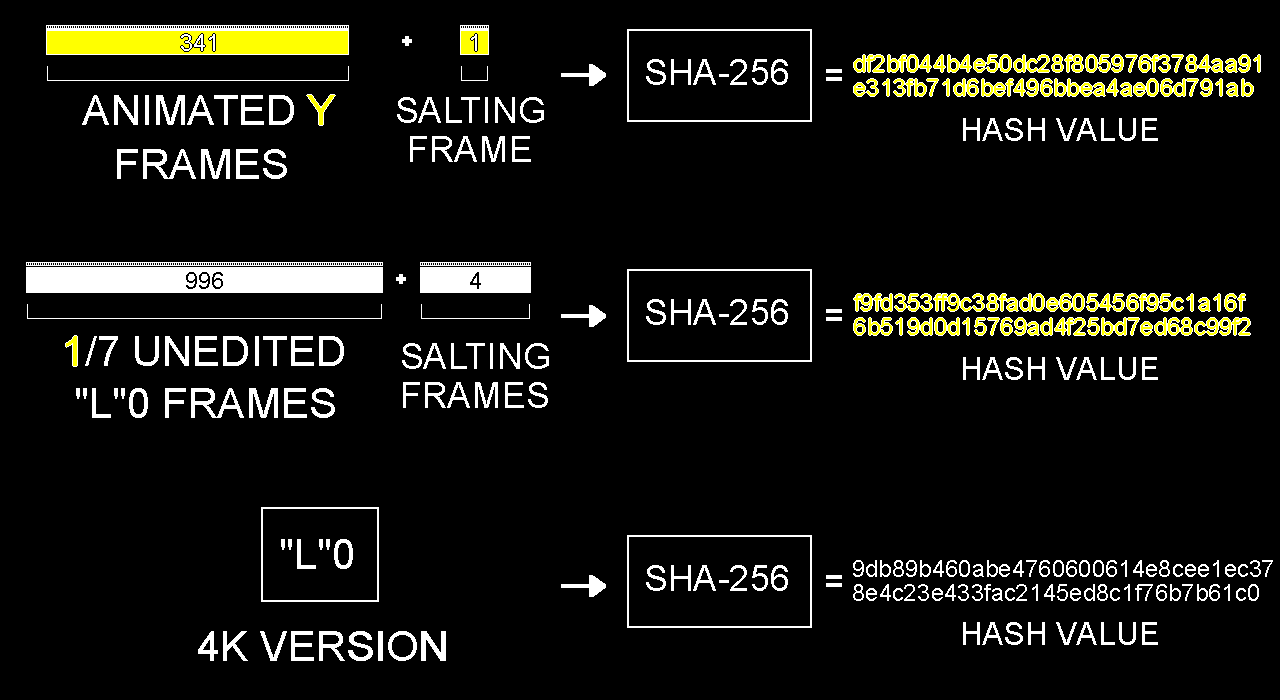 341 + 1
ANIMATED Y
FRAMES
SALTING
FRAME
SHA-256
= df2bf044b4e50dc28f805976f3784aa91
e313fb71d6bef496bbea4ae06d791ab
HASH VALUE
996 + 4
1/7 UNEDITED
"L"0 FRAMES
SALTING
FRAMES
SHA-256
= f9fd353ff9c38fad0e605456f95c1a16f
6b519d0d15769ad4f25bd7ed68c99f2
HASH VALUE
"L"0
4K VERSION
SHA-256
= 9db89b460abe4760600614e8cee1ec37
8e4c23e433fac2145ed8c1f76b7b61c0
HASH VALUE